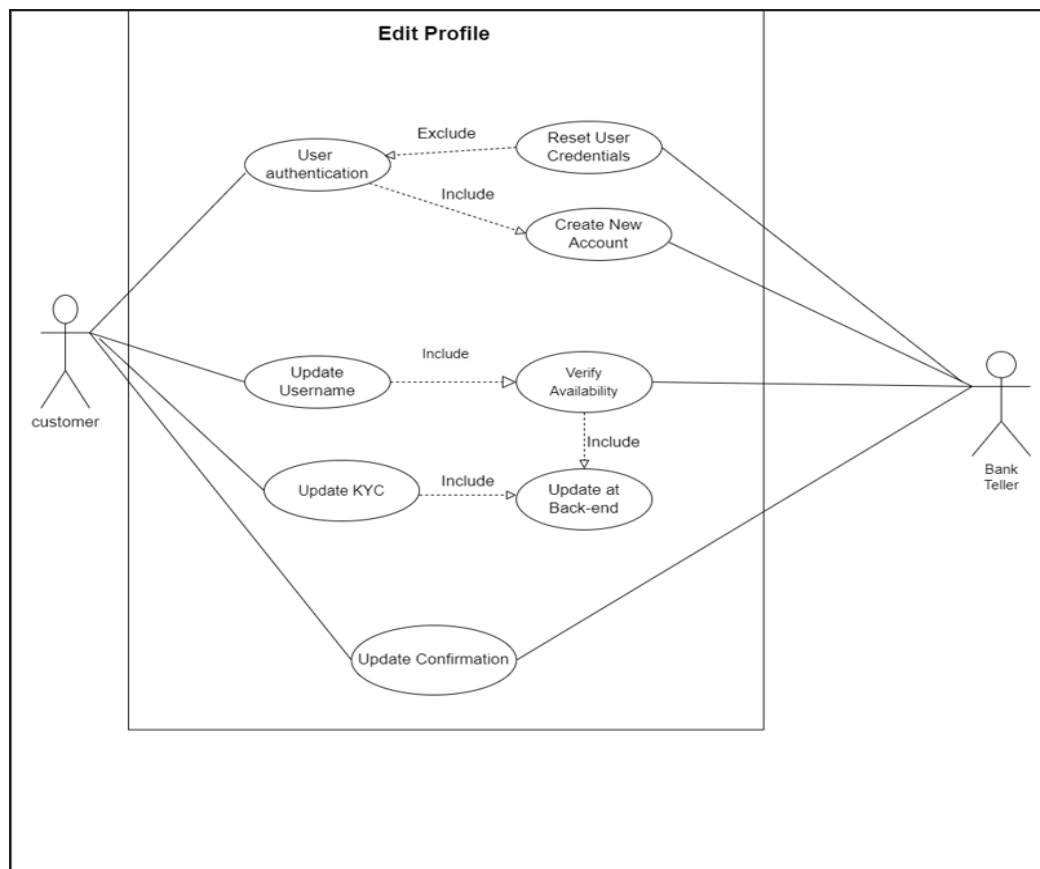 Edit Profile
Exclude
Reset User
Credentials
User
authentication
Include
Create New
Account
Include
Update
Username
Verify
Availability
customer
Include
Update KYC
Include
Update at
Back-end
Bank
Teller
Update Confirmation